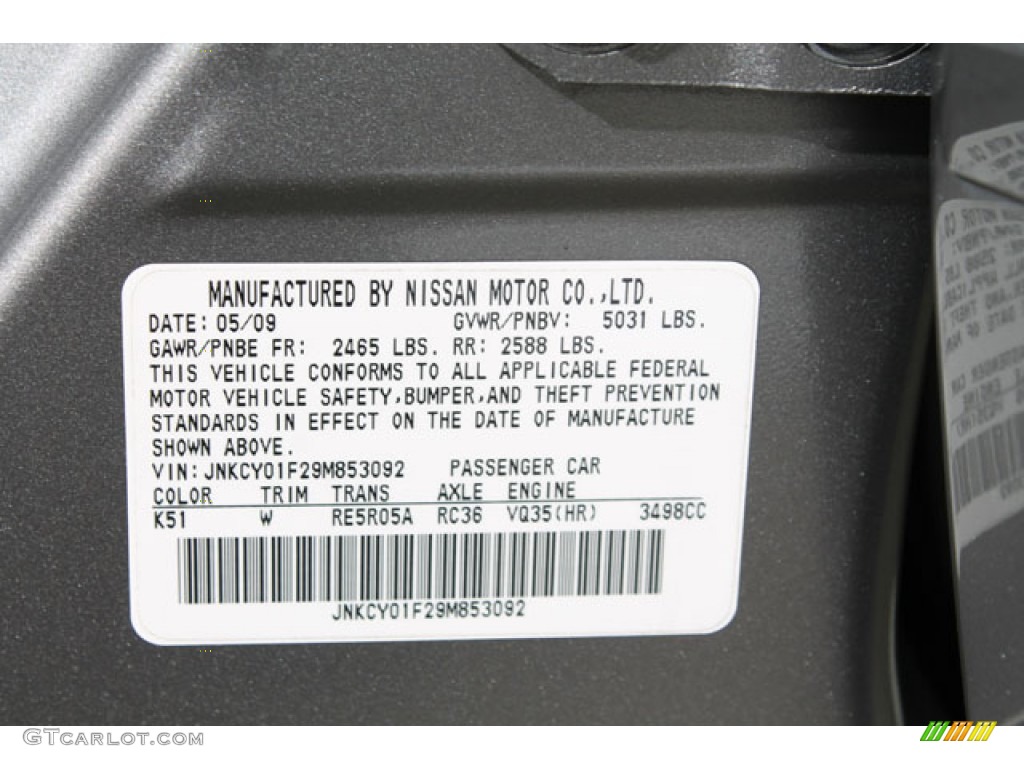 MANUFACTURED BY NISSAN MOTOR CO.,LTD.
DATE: 05/09 GVWR/PNBV: 5031 LBS.
GAWR/PNBE FR: 2465 LBS. RR: 2588 LBS.
THIS VEHICLE CONFORMS TO ALL APPLICABLE FEDERAL
MOTOR VEHICLE SAFETY,BUMPER,AND THEFT PREVENTION
STANDARDS IN EFFECT ON THE DATE OF MANUFACTURE
SHOWN ABOVE.
VIN: JNKCY01F29M853092 PASSENGER CAR
COLOR TRIM TRANS AXLE ENGINE
K51 W RE5R05A RC36 VQ35(HR) 3498CC
JNKCY01F29M853092
GTCARLOT.COM